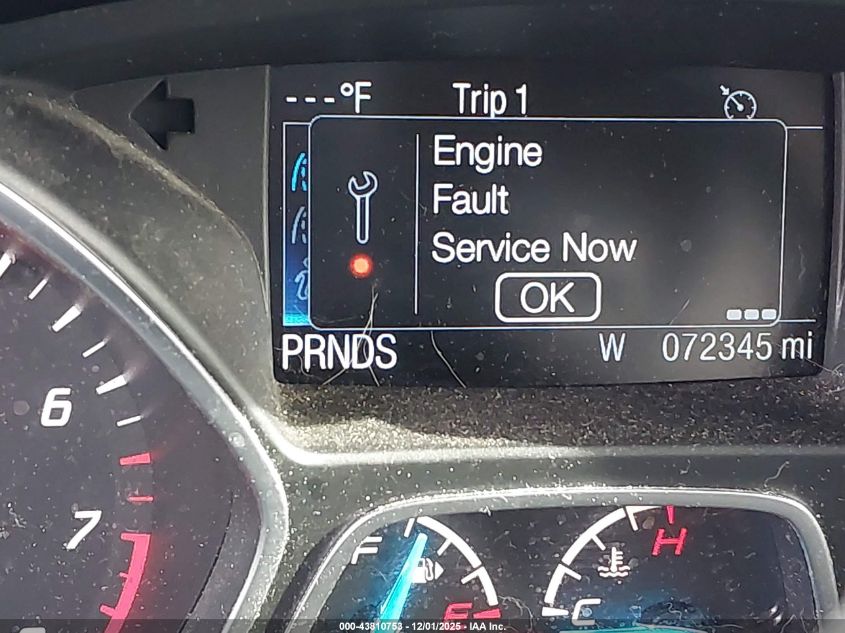 ---°F Trip 1
Engine
Fault
Service Now
OK
PRNDS W 072345 mi
6
7
F
E
H
C
000-43810753 - 12/01/2025 - IAA Inc.